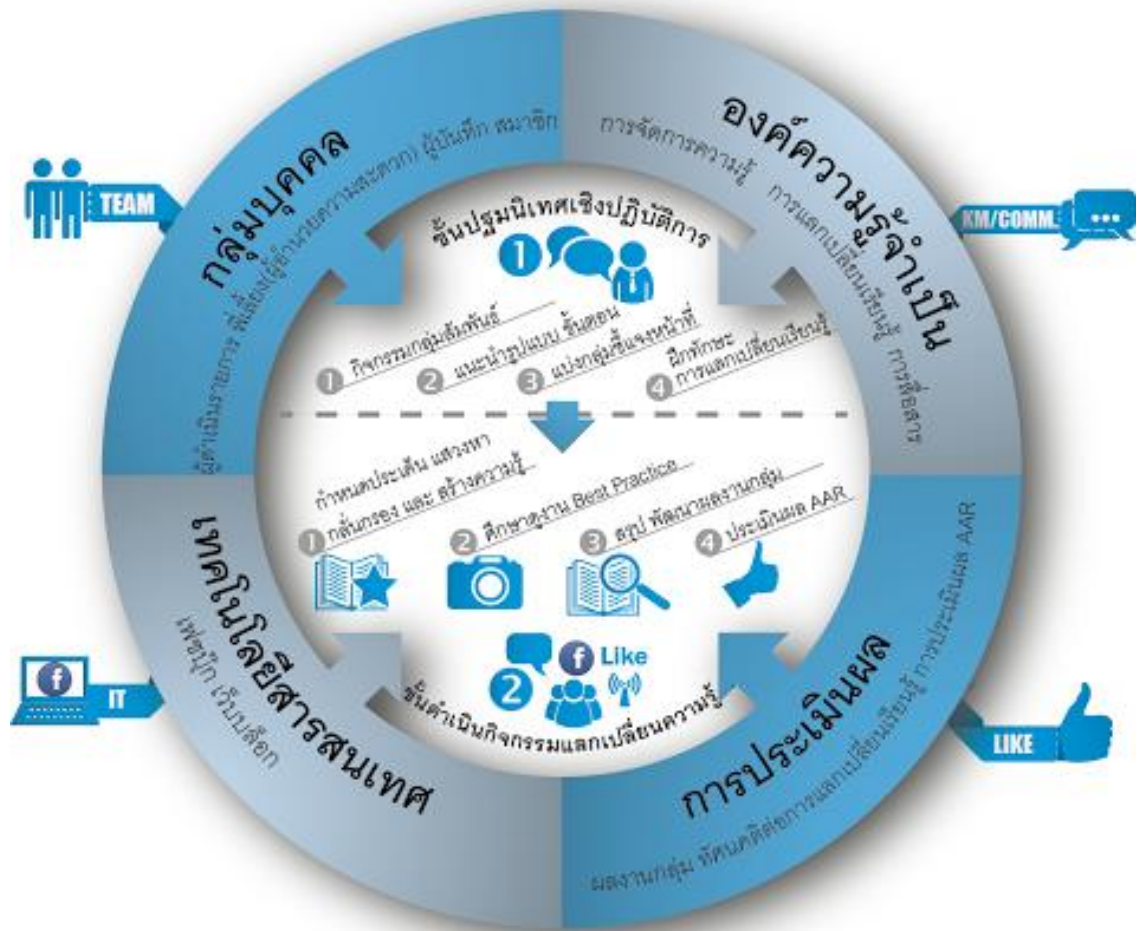 กลุ่มบุคคล
ผู้ดำเนินรายการ พี่เลี้ยง(ผู้อำนวยความสะดวก) ผู้บันทึก สมาชิก
TEAM
องค์ความรู้จำเป็น
การจัดการความรู้ การแลกเปลี่ยนเรียนรู้ การสื่อสาร
KM/COMM.
ขั้นปฐมนิเทศเชิงปฏิบัติการ
1
1 กิจกรรมกลุ่มสัมพันธ์
2 แนะนำรูปแบบ ขั้นตอน
3 แบ่งกลุ่มชี้แจงหน้าที่
ฝึกทักษะ
4 การแลกเปลี่ยนเรียนรู้
กำหนดประเด็น แสวงหา
1 กลั่นกรอง และ สร้างความรู้
2 ศึกษาดูงาน Best Practice
3 สรุป พัฒนาผลงานกลุ่ม
4 ประเมินผล AAR
f Like
2
ขั้นดำเนินกิจกรรมแลกเปลี่ยนความรู้
เทคโนโลยีสารสนเทศ
เฟซบุ๊ก เว็บบล็อก
f
IT
การประเมินผล
ผลงานกลุ่ม ทัศนคติต่อการแลกเปลี่ยนเรียนรู้ การประเมินผล AAR
LIKE